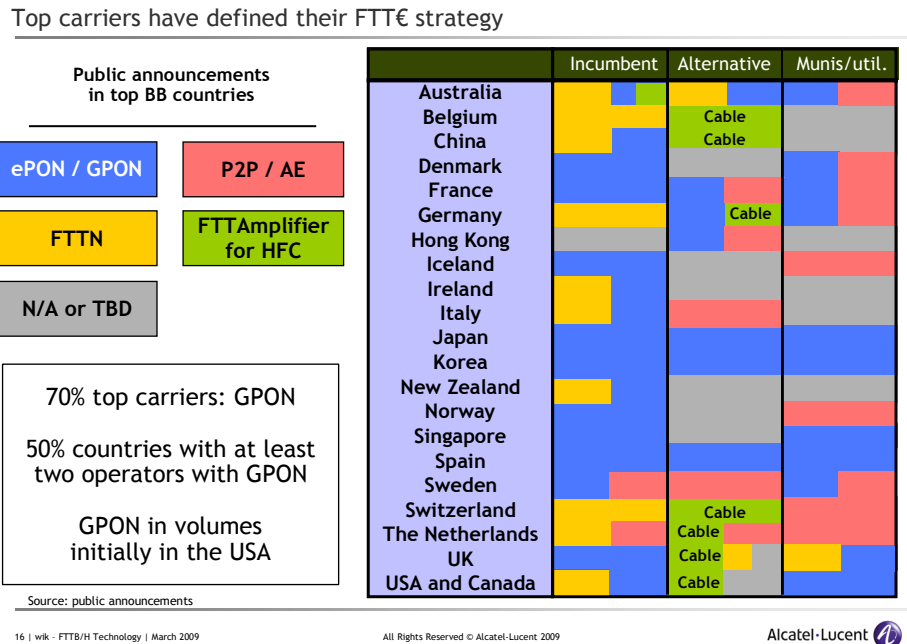 Top carriers have defined their FTT€ strategy
Public announcements
in top BB countries
ePON / GPON
P2P / AE
FTTN
FTTAmplifier
for HFC
N/A or TBD
70% top carriers: GPON
50% countries with at least
two operators with GPON
GPON in volumes
initially in the USA
Source: public announcements
Incumbent Alternative Munis/util.
Australia
Belgium Cable
China Cable
Denmark
France
Germany Cable
Hong Kong
Iceland
Ireland
Italy
Japan
Korea
New Zealand
Norway
Singapore
Spain
Sweden
Switzerland Cable
The Netherlands Cable
UK Cable
USA and Canada Cable
16 | wik - FTTB/H Technology | March 2009 All Rights Reserved © Alcatel-Lucent 2009 Alcatel·Lucent